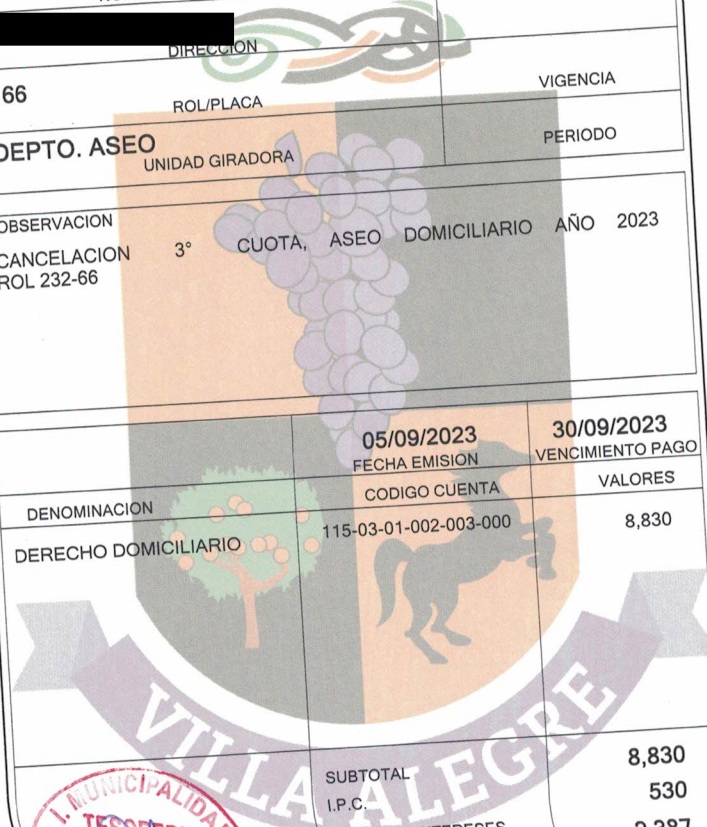 DIRECCION
66
ROL/PLACA
VIGENCIA
DEPTO. ASEO
UNIDAD GIRADORA
PERIODO
OBSERVACION
CANCELACION 3° CUOTA, ASEO DOMICILIARIO AÑO 2023
ROL 232-66
05/09/2023 30/09/2023
FECHA EMISION VENCIMIENTO PAGO
DENOMINACION CODIGO CUENTA VALORES
DERECHO DOMICILIARIO 115-03-01-002-003-000 8,830
VILLA ALEGRE
SUBTOTAL 8,830
I.P.C. 530
I. MUNICIPALIDAD